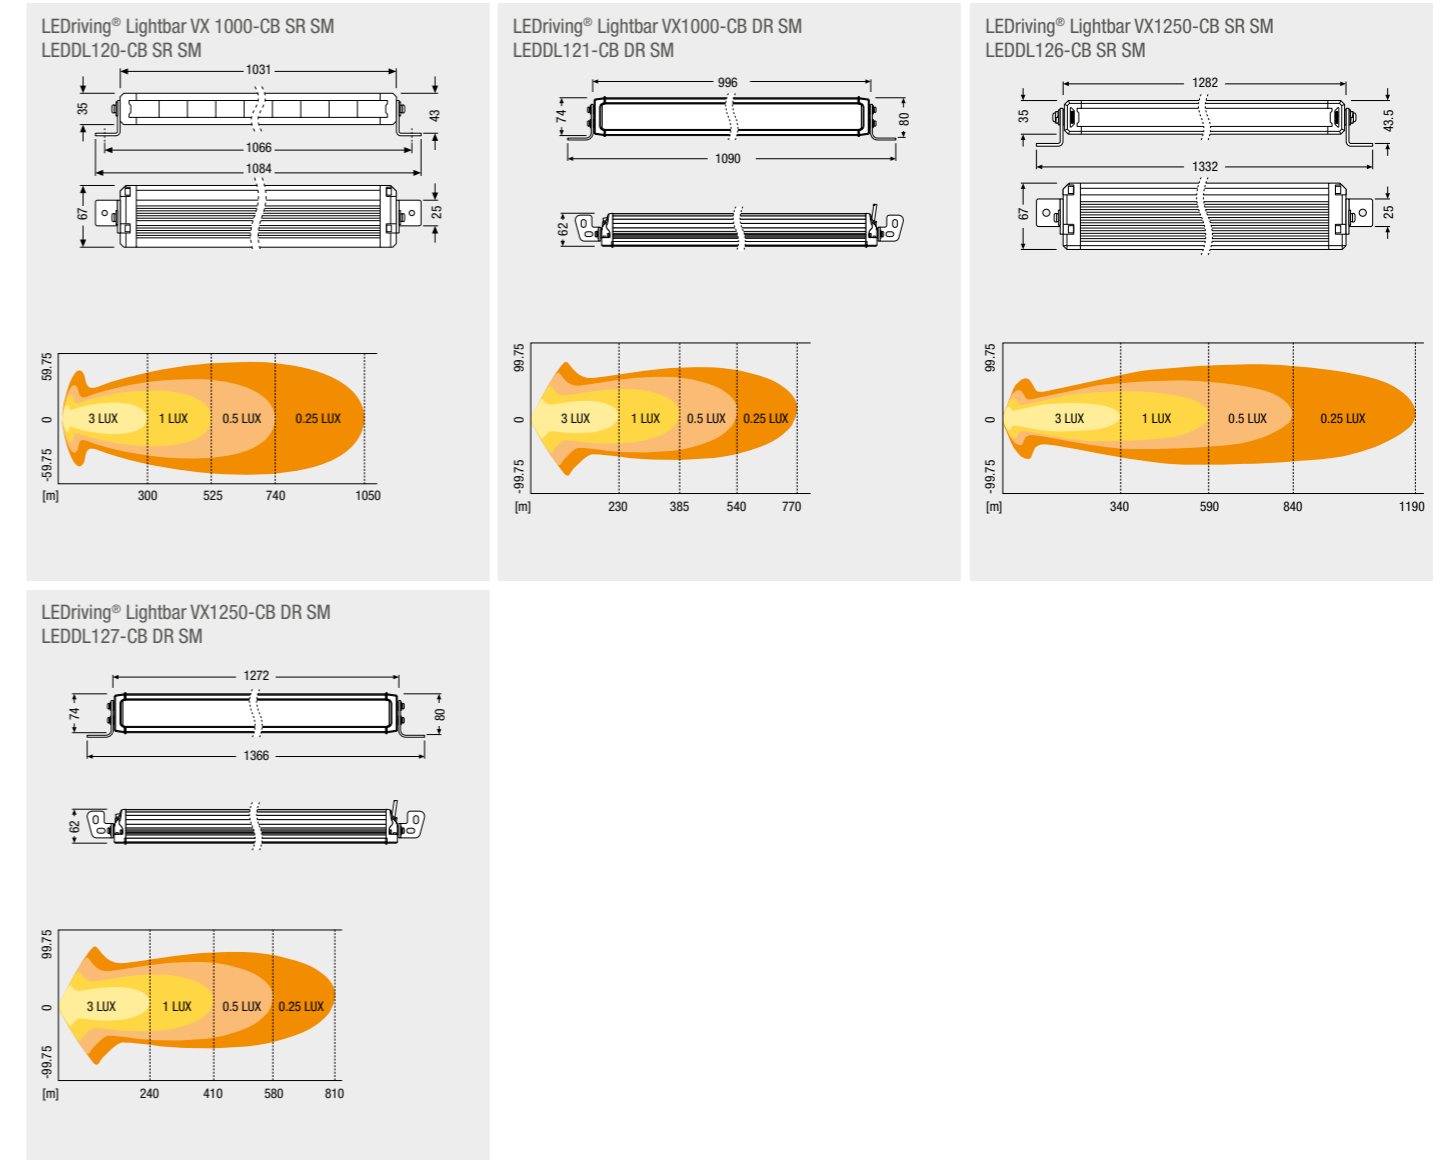 LEDriving® Lightbar VX 1000-CB SR SM
LEDDL120-CB SR SM
1031
35
43
1066
1084
67
25
59.75
0
-59.75
3 LUX 1 LUX 0.5 LUX 0.25 LUX
[m] 300 525 740 1050
LEDriving® Lightbar VX1000-CB DR SM
LEDDL121-CB DR SM
996
74
80
1090
62
99.75
0
-99.75
3 LUX 1 LUX 0.5 LUX 0.25 LUX
[m] 230 385 540 770
LEDriving® Lightbar VX1250-CB SR SM
LEDDL126-CB SR SM
1282
35
43.5
1332
67
25
99.75
0
-99.75
3 LUX 1 LUX 0.5 LUX 0.25 LUX
[m] 340 590 840 1190
LEDriving® Lightbar VX1250-CB DR SM
LEDDL127-CB DR SM
1272
74
80
1366
62
99.75
0
-99.75
3 LUX 1 LUX 0.5 LUX 0.25 LUX
[m] 240 410 580 810